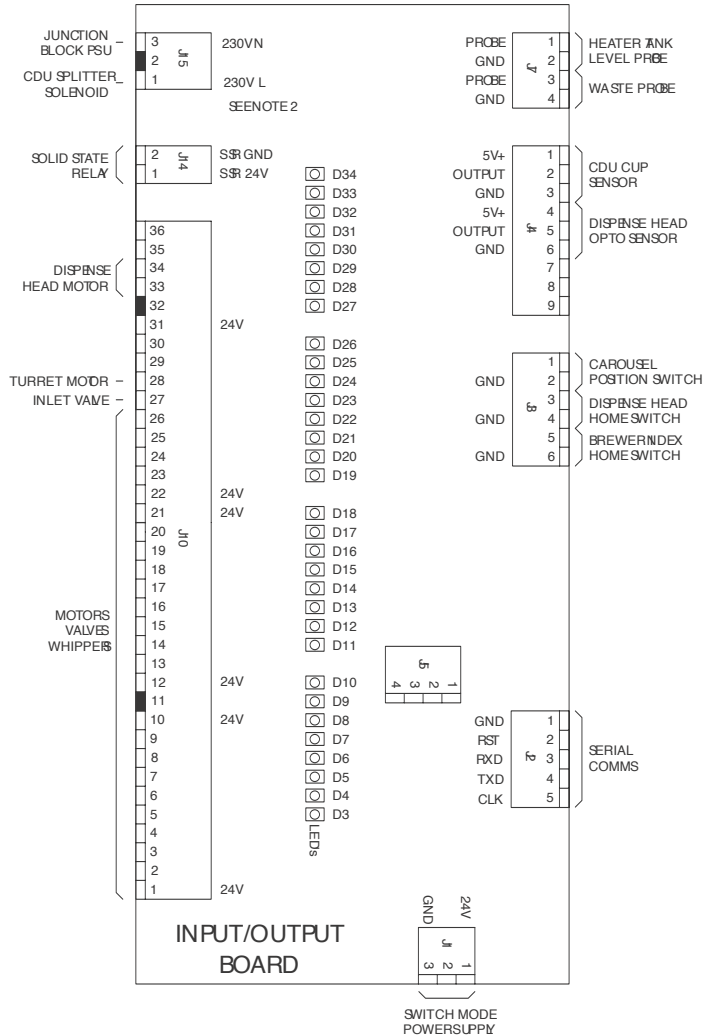 JUNCTION
BLOCK PSU
CDU SPLITTER
SOLENOID
3
2
1
J15
230V N
230V L
SEE NOTE 2
SOLID STATE
RELAY
2
1
J14
SSR GND
SSR 24V
DISPENSE
HEAD MOTOR
TURRET MOTOR
INLET VALVE
MOTORS
VALVES
WHIPPERS
36
35
34
33
32
31 24V
30
29
28
27
26
25
24
23
22 24V
21 24V
20
19
18
17
16
15
14
13
12 24V
11
10 24V
9
8
7
6
5
4
3
2
1 24V
J10
D34
D33
D32
D31
D30
D29
D28
D27
D26
D25
D24
D23
D22
D21
D20
D19
D18
D17
D16
D15
D14
D13
D12
D11
D10
D9
D8
D7
D6
D5
D4
D3
LEDs
PROBE 1
GND 2
PROBE 3
GND 4
J7
HEATER TANK
LEVEL PROBE
WASTE PROBE
5V+ 1
OUTPUT 2
GND 3
5V+ 4
OUTPUT 5
GND 6
7
8
9
J4
CDU CUP
SENSOR
DISPENSE HEAD
OPTO SENSOR
1
GND 2
3
GND 4
5
GND 6
J3
CAROUSEL
POSITION SWITCH
DISPENSE HEAD
HOME SWITCH
BREWER INDEX
HOME SWITCH
J5
4 3 2 1
GND 1
RST 2
RXD 3
TXD 4
CLK 5
J2
SERIAL
COMMS
GND 24V
J1
3 2 1
SWITCH MODE
POWER SUPPLY
INPUT/OUTPUT
BOARD